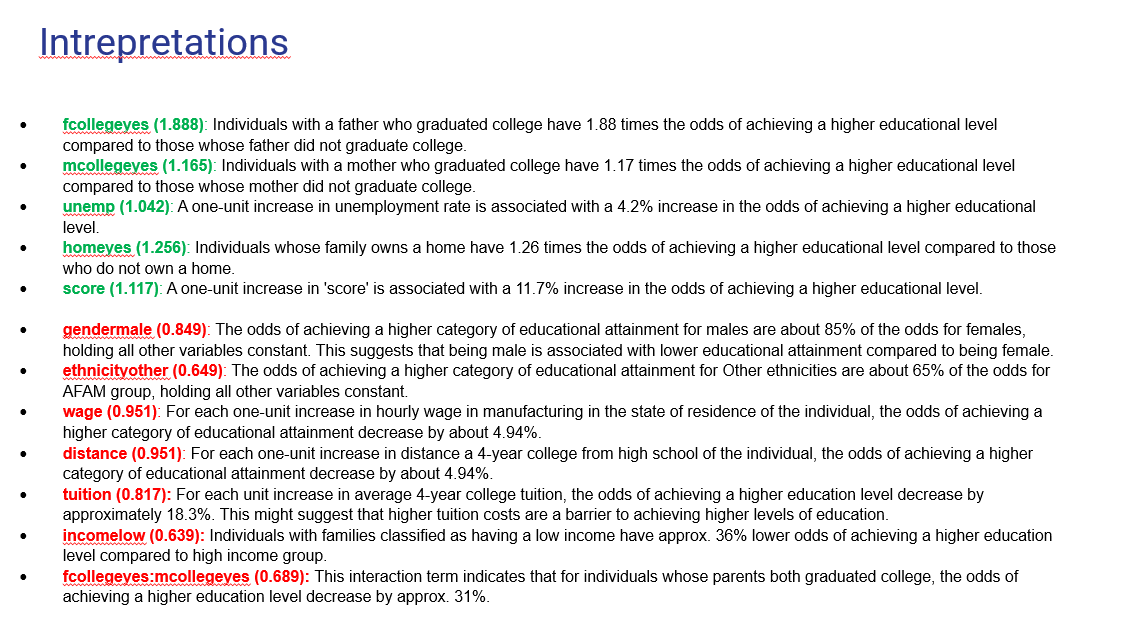 Intrepretations
• fcollegeyes (1.888): Individuals with a father who graduated college have 1.88 times the odds of achieving a higher educational level
compared to those whose father did not graduate college.
• mcollegeyes (1.165): Individuals with a mother who graduated college have 1.17 times the odds of achieving a higher educational level
compared to those whose mother did not graduate college.
• unemp (1.042): A one-unit increase in unemployment rate is associated with a 4.2% increase in the odds of achieving a higher educational
level.
• homeyes (1.256): Individuals whose family owns a home have 1.26 times the odds of achieving a higher educational level compared to those
who do not own a home.
• score (1.117): A one-unit increase in 'score' is associated with a 11.7% increase in the odds of achieving a higher educational level.
• gendermale (0.849): The odds of achieving a higher category of educational attainment for males are about 85% of the odds for females,
holding all other variables constant. This suggests that being male is associated with lower educational attainment compared to being female.
• ethnicityother (0.649): The odds of achieving a higher category of educational attainment for Other ethnicities are about 65% of the odds for
AFAM group, holding all other variables constant.
• wage (0.951): For each one-unit increase in hourly wage in manufacturing in the state of residence of the individual, the odds of achieving a
higher category of educational attainment decrease by about 4.94%.
• distance (0.951): For each one-unit increase in distance a 4-year college from high school of the individual, the odds of achieving a higher
category of educational attainment decrease by about 4.94%.
• tuition (0.817): For each unit increase in average 4-year college tuition, the odds of achieving a higher education level decrease by
approximately 18.3%. This might suggest that higher tuition costs are a barrier to achieving higher levels of education.
• incomelow (0.639): Individuals with families classified as having a low income have approx. 36% lower odds of achieving a higher education
level compared to high income group.
• fcollegeyes:mcollegeyes (0.689): This interaction term indicates that for individuals whose parents both graduated college, the odds of
achieving a higher education level decrease by approx. 31%.